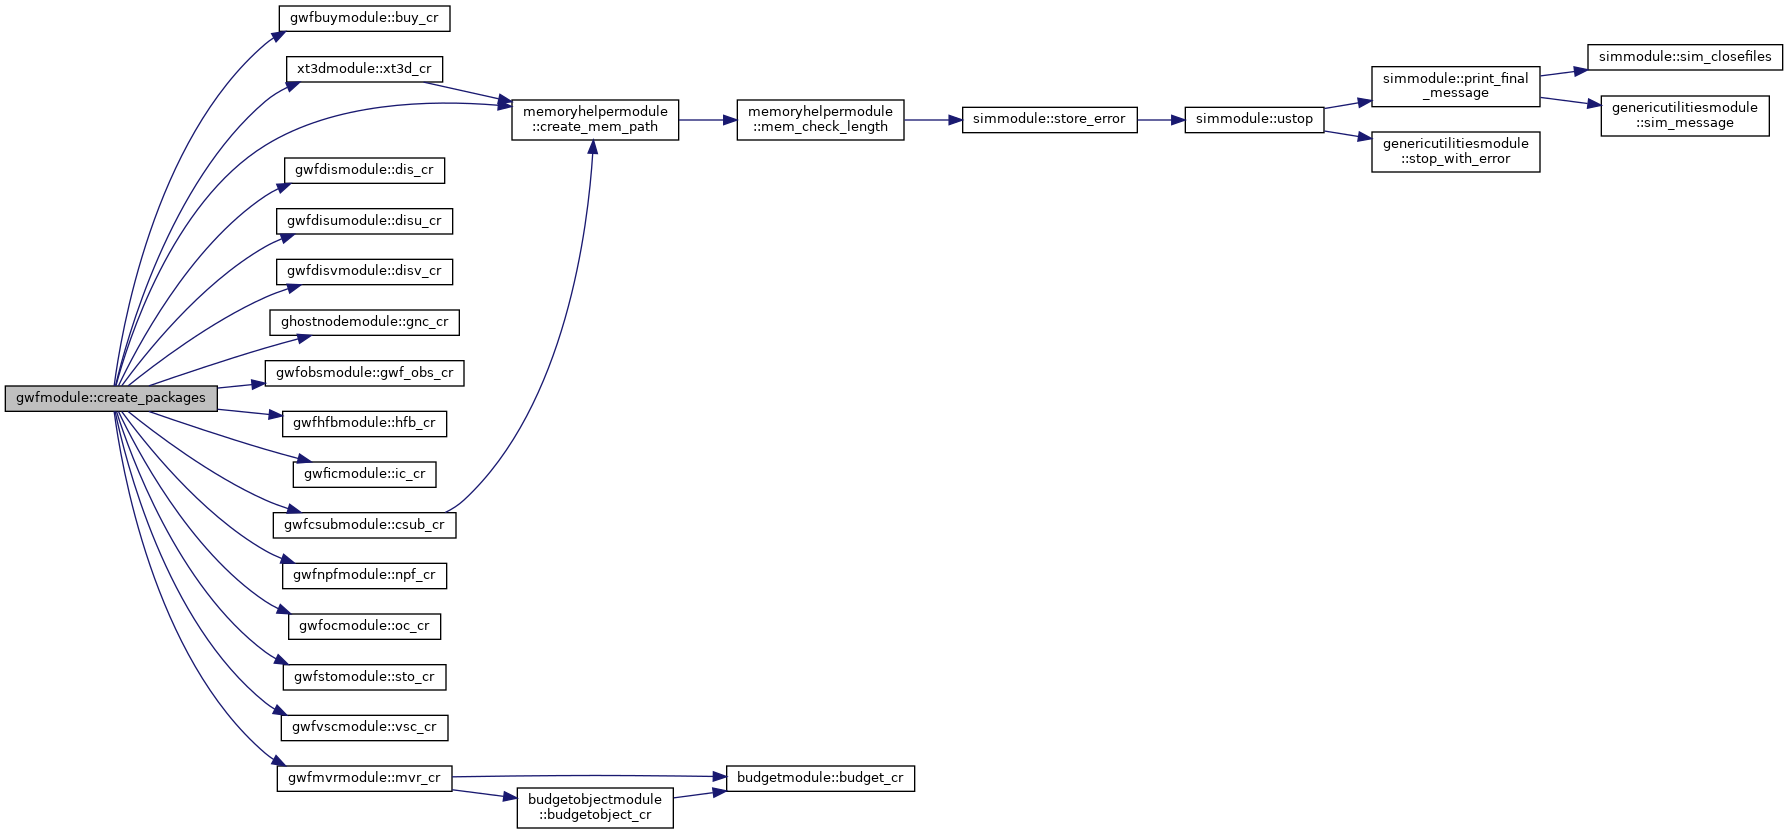 gwfbuymodule::buy_cr
xt3dmodule::xt3d_cr
gwfdismodule::dis_cr
gwfdisumodule::disu_cr
gwfdisvmodule::disv_cr
ghostnodemodule::gnc_cr
gwfobsmodule::gwf_obs_cr
gwfmodule::create_packages
gwfhfbmodule::hfb_cr
gwficmodule::ic_cr
gwfcsubmodule::csub_cr
gwfnpfmodule::npf_cr
gwfocmodule::oc_cr
gwfstomodule::sto_cr
gwfvscmodule::vsc_cr
gwfmvrmodule::mvr_cr
memoryhelpermodule
::create_mem_path
memoryhelpermodule
::mem_check_length
simmodule::store_error
simmodule::ustop
simmodule::print_final
_message
genericutilitiesmodule
::stop_with_error
simmodule::sim_closefiles
genericutilitiesmodule
::sim_message
budgetobjectmodule
::budgetobject_cr
budgetmodule::budget_cr